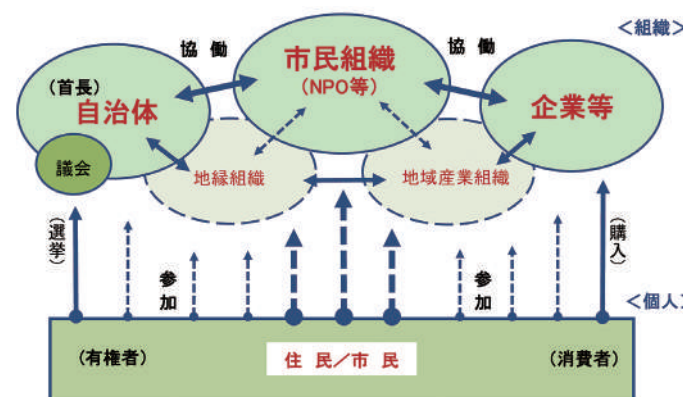 協 働
市民組織
(NPO等)
協 働
<組織>
(首長)
自治体
企業等
議会
地縁組織
地域産業組織
(選挙)
参加
参加
(購入)
<個人>
(有権者)
住 民/市 民
(消費者)